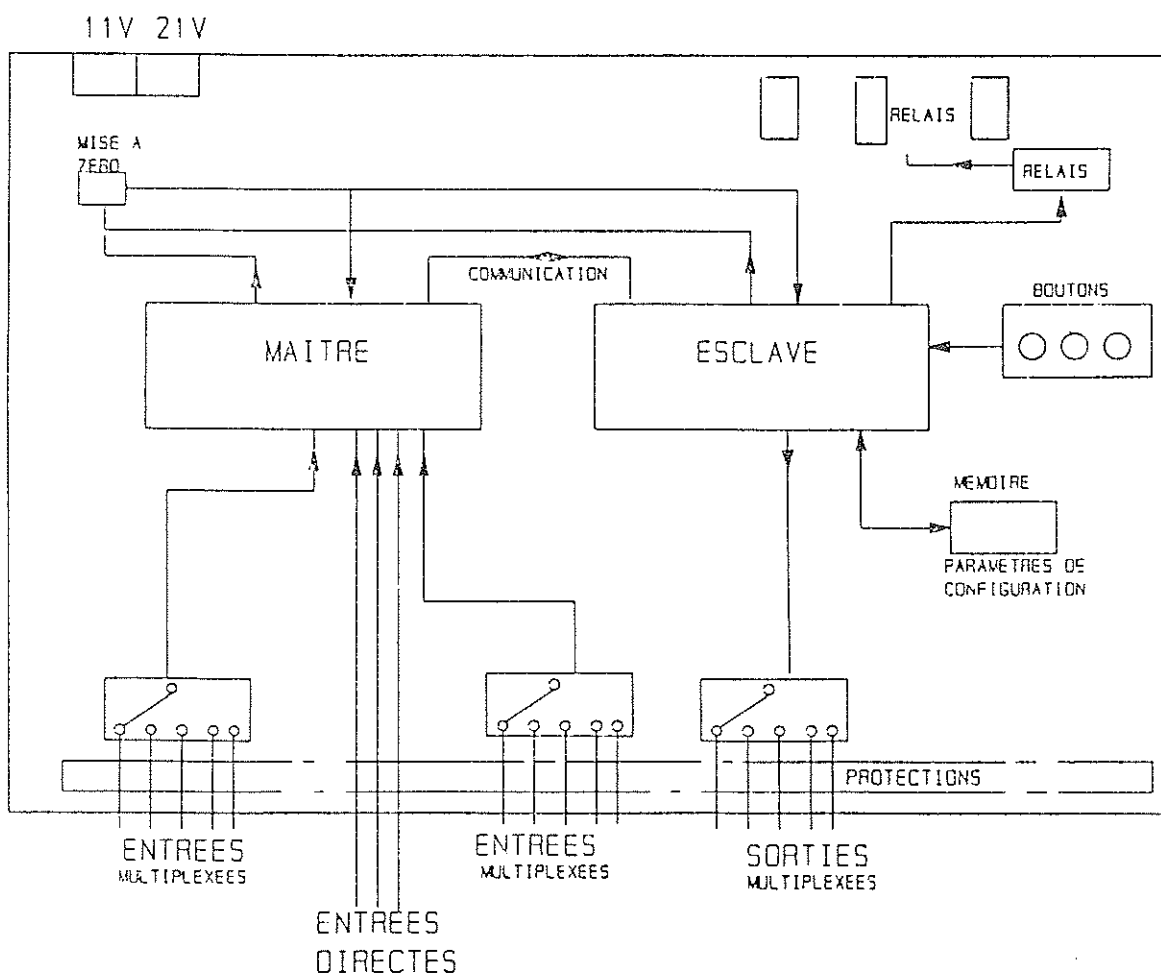 11V 21V
MISE A
ZERO
RELAIS
RELAIS
COMMUNICATION
BOUTONS
MAITRE
ESCLAVE
MEMOIRE
PARAMETRES DE
CONFIGURATION
PROTECTIONS
ENTREES
MULTIPLEXEES
ENTREES
MULTIPLEXEES
SORTIES
MULTIPLEXEES
ENTREES
DIRECTES